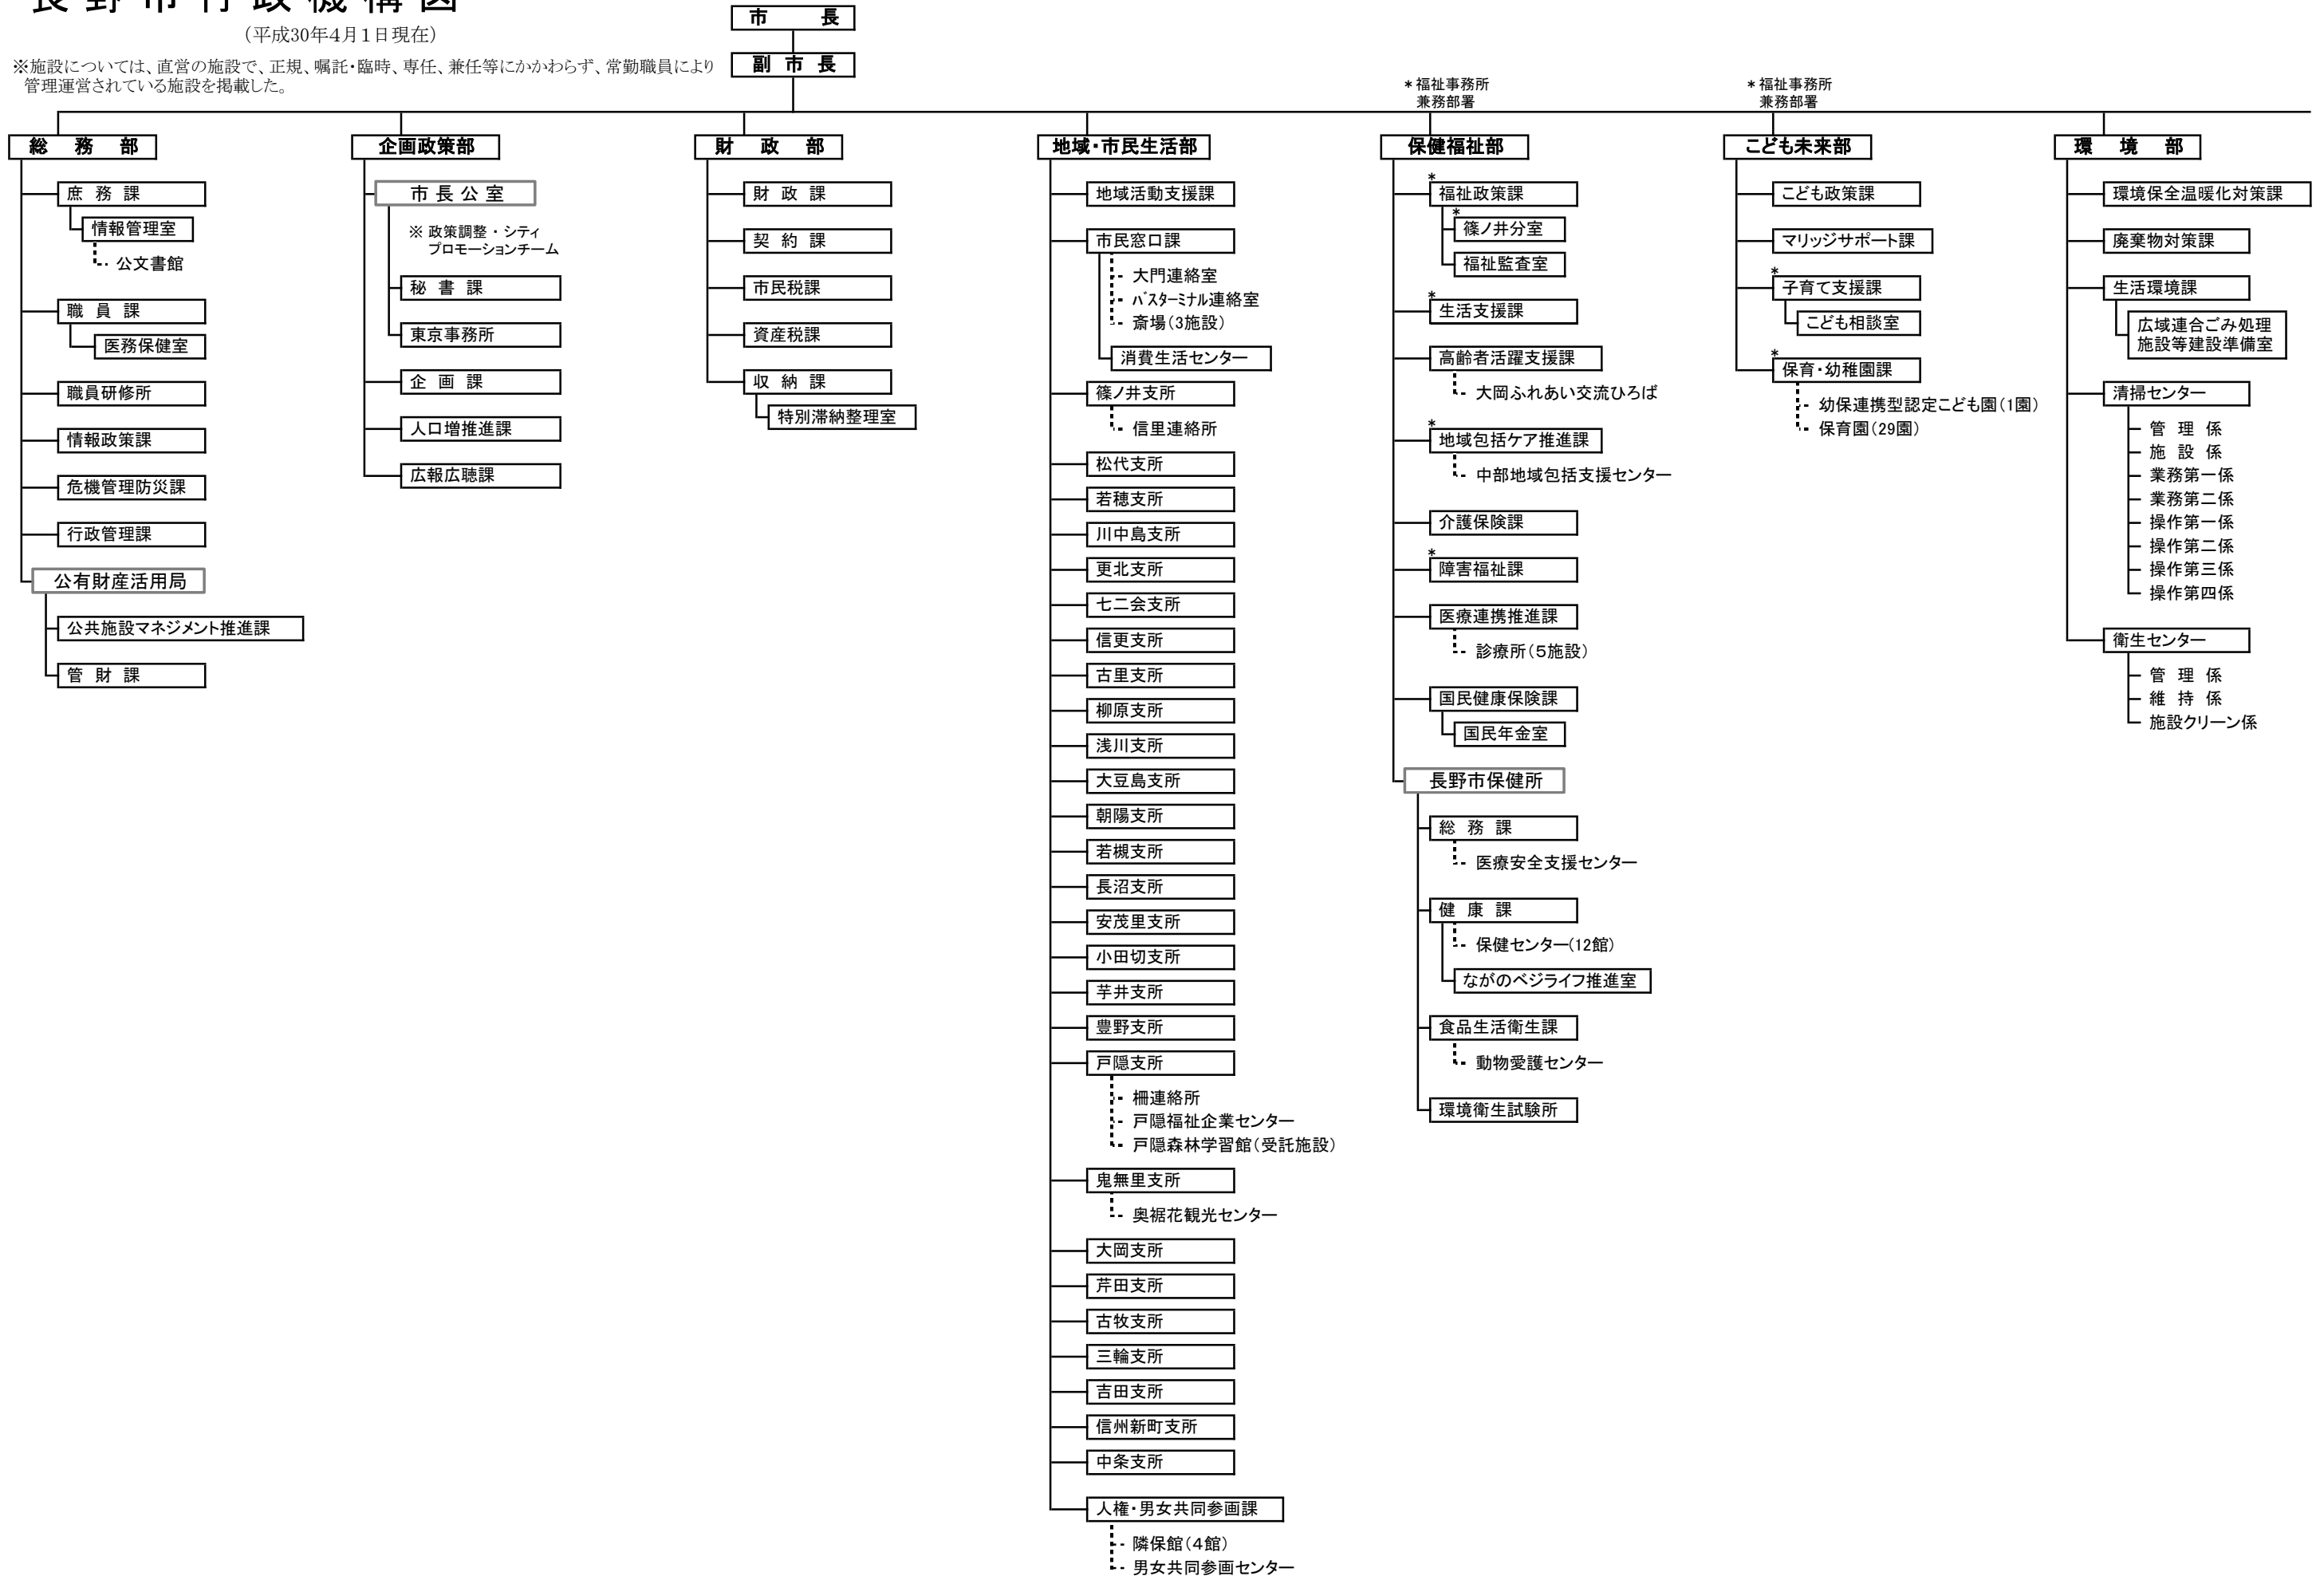 長野市行政機構図
（平成30年4月1日現在）
※施設については、直営の施設で、正規、嘱託・臨時、専任、兼任等にかかわらず、常勤職員により
管理運営されている施設を掲載した。
市　長
副市長
＊福祉事務所
兼務部署
＊福祉事務所
兼務部署
総務部
庶務課
情報管理室
公文書館
職員課
医務保健室
職員研修所
情報政策課
危機管理防災課
行政管理課
公有財産活用局
公共施設マネジメント推進課
管財課
企画政策部
市長公室
※ 政策調整・シティ
プロモーションチーム
秘書課
東京事務所
企画課
人口増推進課
広報広聴課
財政部
財政課
契約課
市民税課
資産税課
収納課
特別滞納整理室
地域・市民生活部
地域活動支援課
市民窓口課
大門連絡室
バスターミナル連絡室
斎場（3施設）
消費生活センター
篠ノ井支所
信里連絡所
松代支所
若穂支所
川中島支所
更北支所
七二会支所
信更支所
古里支所
柳原支所
浅川支所
大豆島支所
朝陽支所
若槻支所
長沼支所
安茂里支所
小田切支所
芋井支所
豊野支所
戸隠支所
柵連絡所
戸隠福祉企業センター
戸隠森林学習館（受託施設）
鬼無里支所
奥裾花観光センター
大岡支所
芹田支所
古牧支所
三輪支所
吉田支所
信州新町支所
中条支所
人権・男女共同参画課
隣保館（4館）
男女共同参画センター
保健福祉部
＊
福祉政策課
＊
篠ノ井分室
福祉監査室
＊
生活支援課
高齢者活躍支援課
大岡ふれあい交流ひろば
＊
地域包括ケア推進課
中部地域包括支援センター
介護保険課
＊
障害福祉課
医療連携推進課
診療所（5施設）
国民健康保険課
国民年金室
長野市保健所
総務課
医療安全支援センター
健康課
保健センター（12館）
ながのベジライフ推進室
食品生活衛生課
動物愛護センター
環境衛生試験所
こども未来部
こども政策課
マリッジサポート課
＊
子育て支援課
こども相談室
＊
保育・幼稚園課
幼保連携型認定こども園（1園）
保育園（29園）
環境部
環境保全温暖化対策課
廃棄物対策課
生活環境課
広域連合ごみ処理
施設等建設準備室
清掃センター
管理係
施設係
業務第一係
業務第二係
操作第一係
操作第二係
操作第三係
操作第四係
衛生センター
管理係
維持係
施設クリーン係